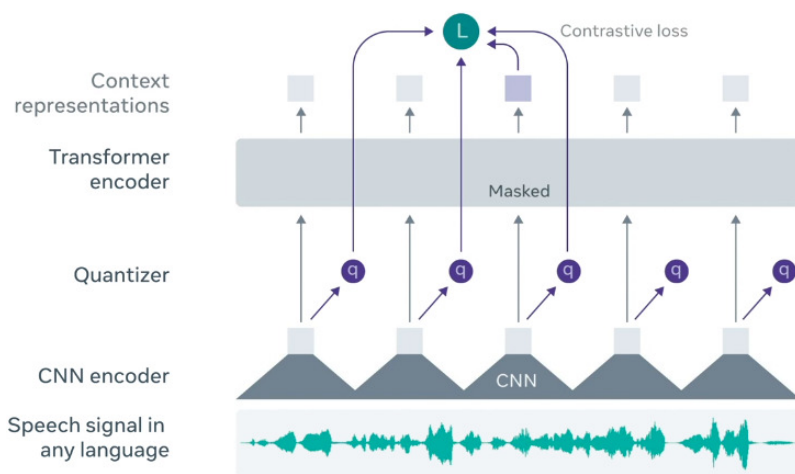 L
Contrastive loss
Context
representations
Transformer
encoder
Masked
Quantizer
q q q q q
CNN encoder
CNN
Speech signal in
any language